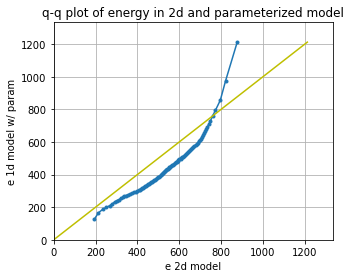 q-q plot of energy in 2d and parameterized model
e 1d model w/ param
1200
1000
800
600
400
200
0
0 200 400 600 800 1000 1200
e 2d model